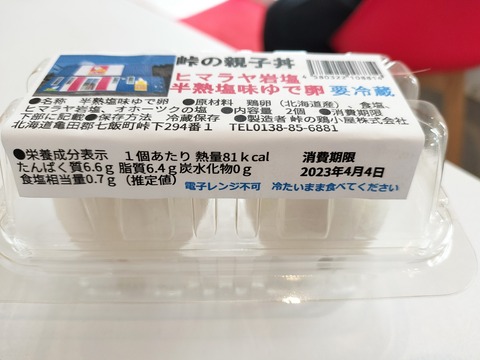 峠の親子丼
ヒマラヤ岩塩
半熟塩味ゆで卵 要冷蔵
●名称 半熟塩味ゆで卵 ●原材料 鶏卵（北海道産）、食塩、
ヒマラヤ岩塩、オホーツクの塩 ●内容量 2個 ●消費期限
下部に記載●保存方法 冷蔵保存 ●製造者 峠の鶏小屋株式会社
北海道亀田郡七飯町峠下294番1 TEL0138-85-6881
●栄養成分表示 1個あたり 熱量81kcal
たんぱく質6.6g 脂質6.4g炭水化物0g
食塩相当量0.7g（推定値）
消費期限
2023年4月4日
電子レンジ不可 冷たいまま食べてください